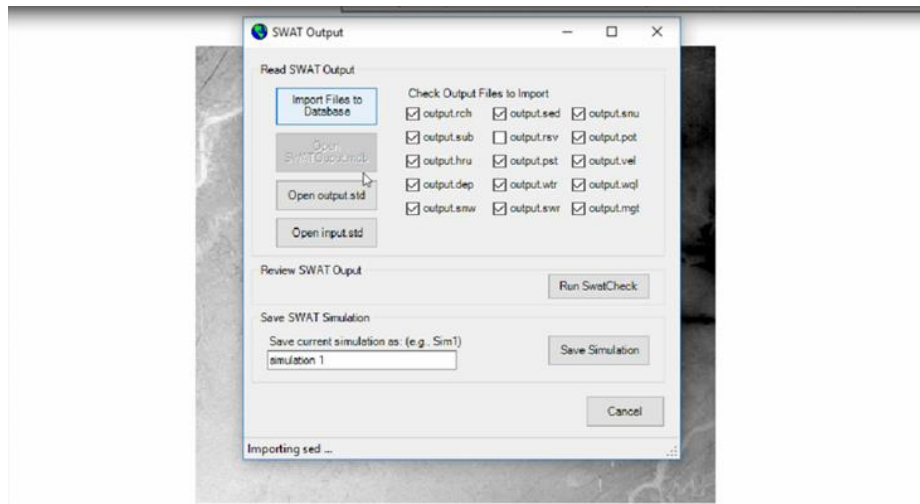 SWAT Output
Read SWAT Output
Import Files to
Database
Open
SWATOuput.mdb
Open output.std
Open input.std
Check Output Files to Import
output.rch output.sed output.snu
output.sub output.rsv output.pot
output.hru output.pst output.vel
output.dep output.wtr output.wql
output.snw output.swr output.mgt
Review SWAT Ouput
Run SwatCheck
Save SWAT Simulation
Save current simulation as: (e.g., Sim1)
simulation 1
Save Simulation
Cancel
Importing sed ...